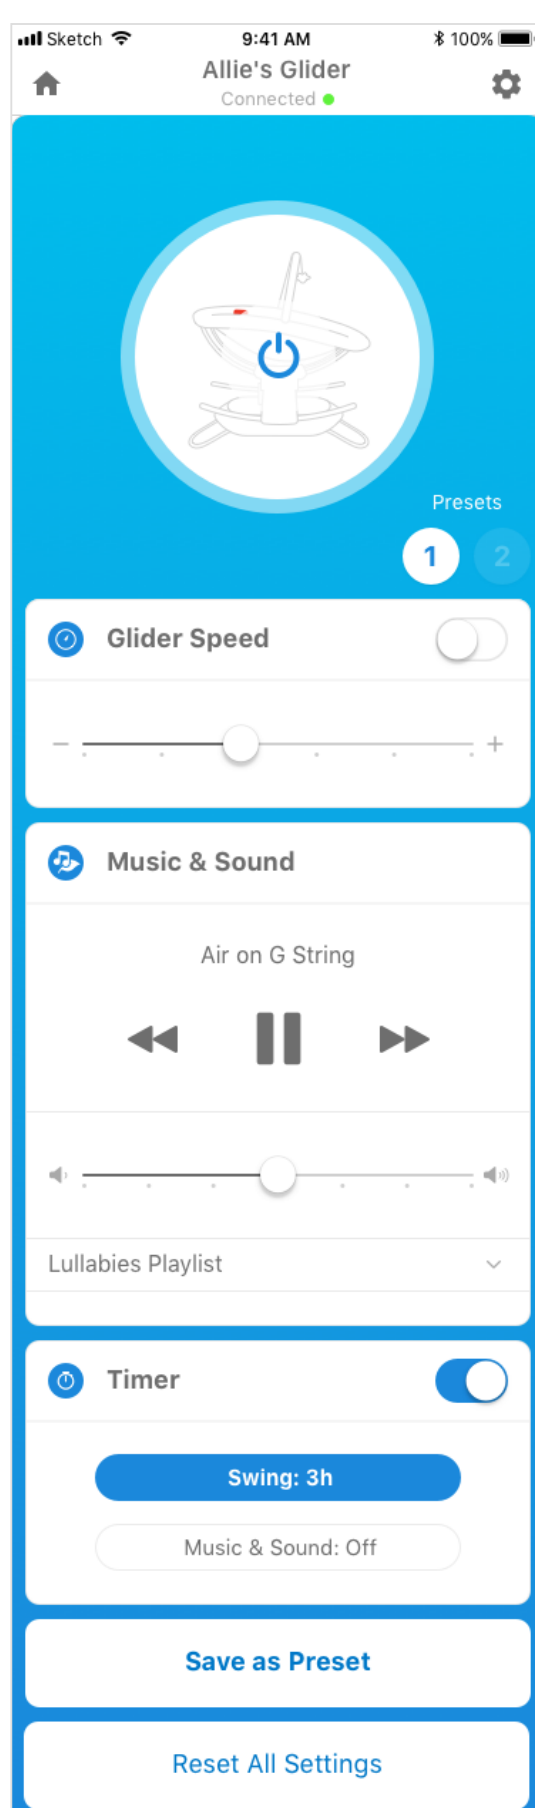 Sketch 9:41 AM 100%
Allie's Glider
Connected
Presets
1 2
Glider Speed
Music & Sound
Air on G String
Lullabies Playlist
Timer
Swing: 3h
Music & Sound: Off
Save as Preset
Reset All Settings